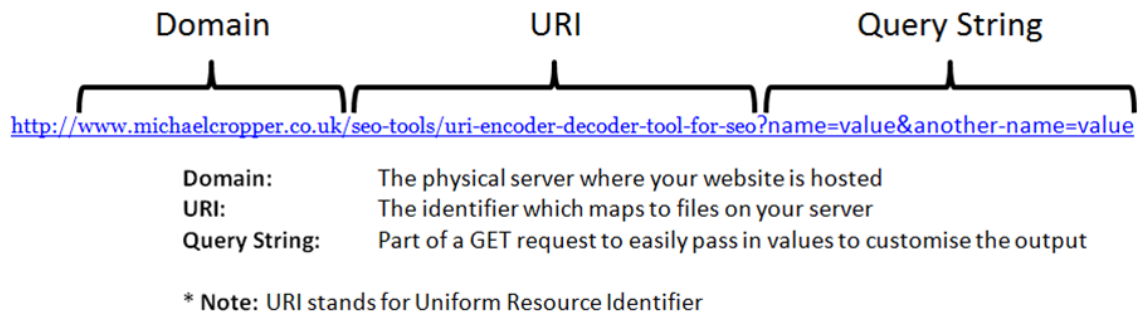 Domain URI Query String
http://www.michaelcropper.co.uk/seo-tools/uri-encoder-decoder-tool-for-seo?name=value&another-name=value
Domain: The physical server where your website is hosted
URI: The identifier which maps to files on your server
Query String: Part of a GET request to easily pass in values to customise the output
* Note: URI stands for Uniform Resource Identifier